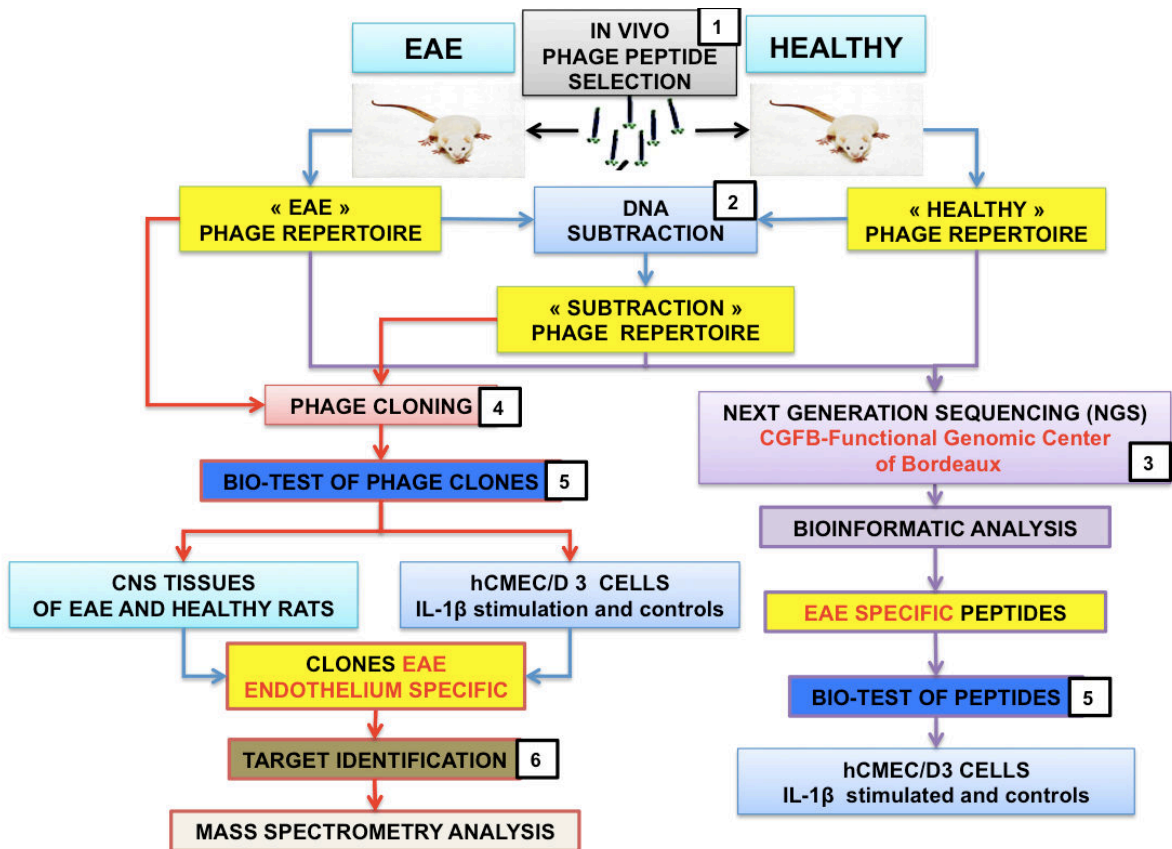 EAE
IN VIVO
PHAGE PEPTIDE
SELECTION
1
HEALTHY
« EAE »
PHAGE REPERTOIRE
DNA
SUBTRACTION
2
« HEALTHY »
PHAGE REPERTOIRE
« SUBTRACTION »
PHAGE REPERTOIRE
PHAGE CLONING
4
NEXT GENERATION SEQUENCING (NGS)
CGFB-Functional Genomic Center
of Bordeaux
3
BIO-TEST OF PHAGE CLONES
5
BIOINFORMATIC ANALYSIS
CNS TISSUES
OF EAE AND HEALTHY RATS
hCMEC/D 3 CELLS
IL-1β stimulation and controls
EAE SPECIFIC PEPTIDES
CLONES EAE
ENDOTHELIUM SPECIFIC
BIO-TEST OF PEPTIDES
5
TARGET IDENTIFICATION
6
hCMEC/D3 CELLS
IL-1β stimulated and controls
MASS SPECTROMETRY ANALYSIS